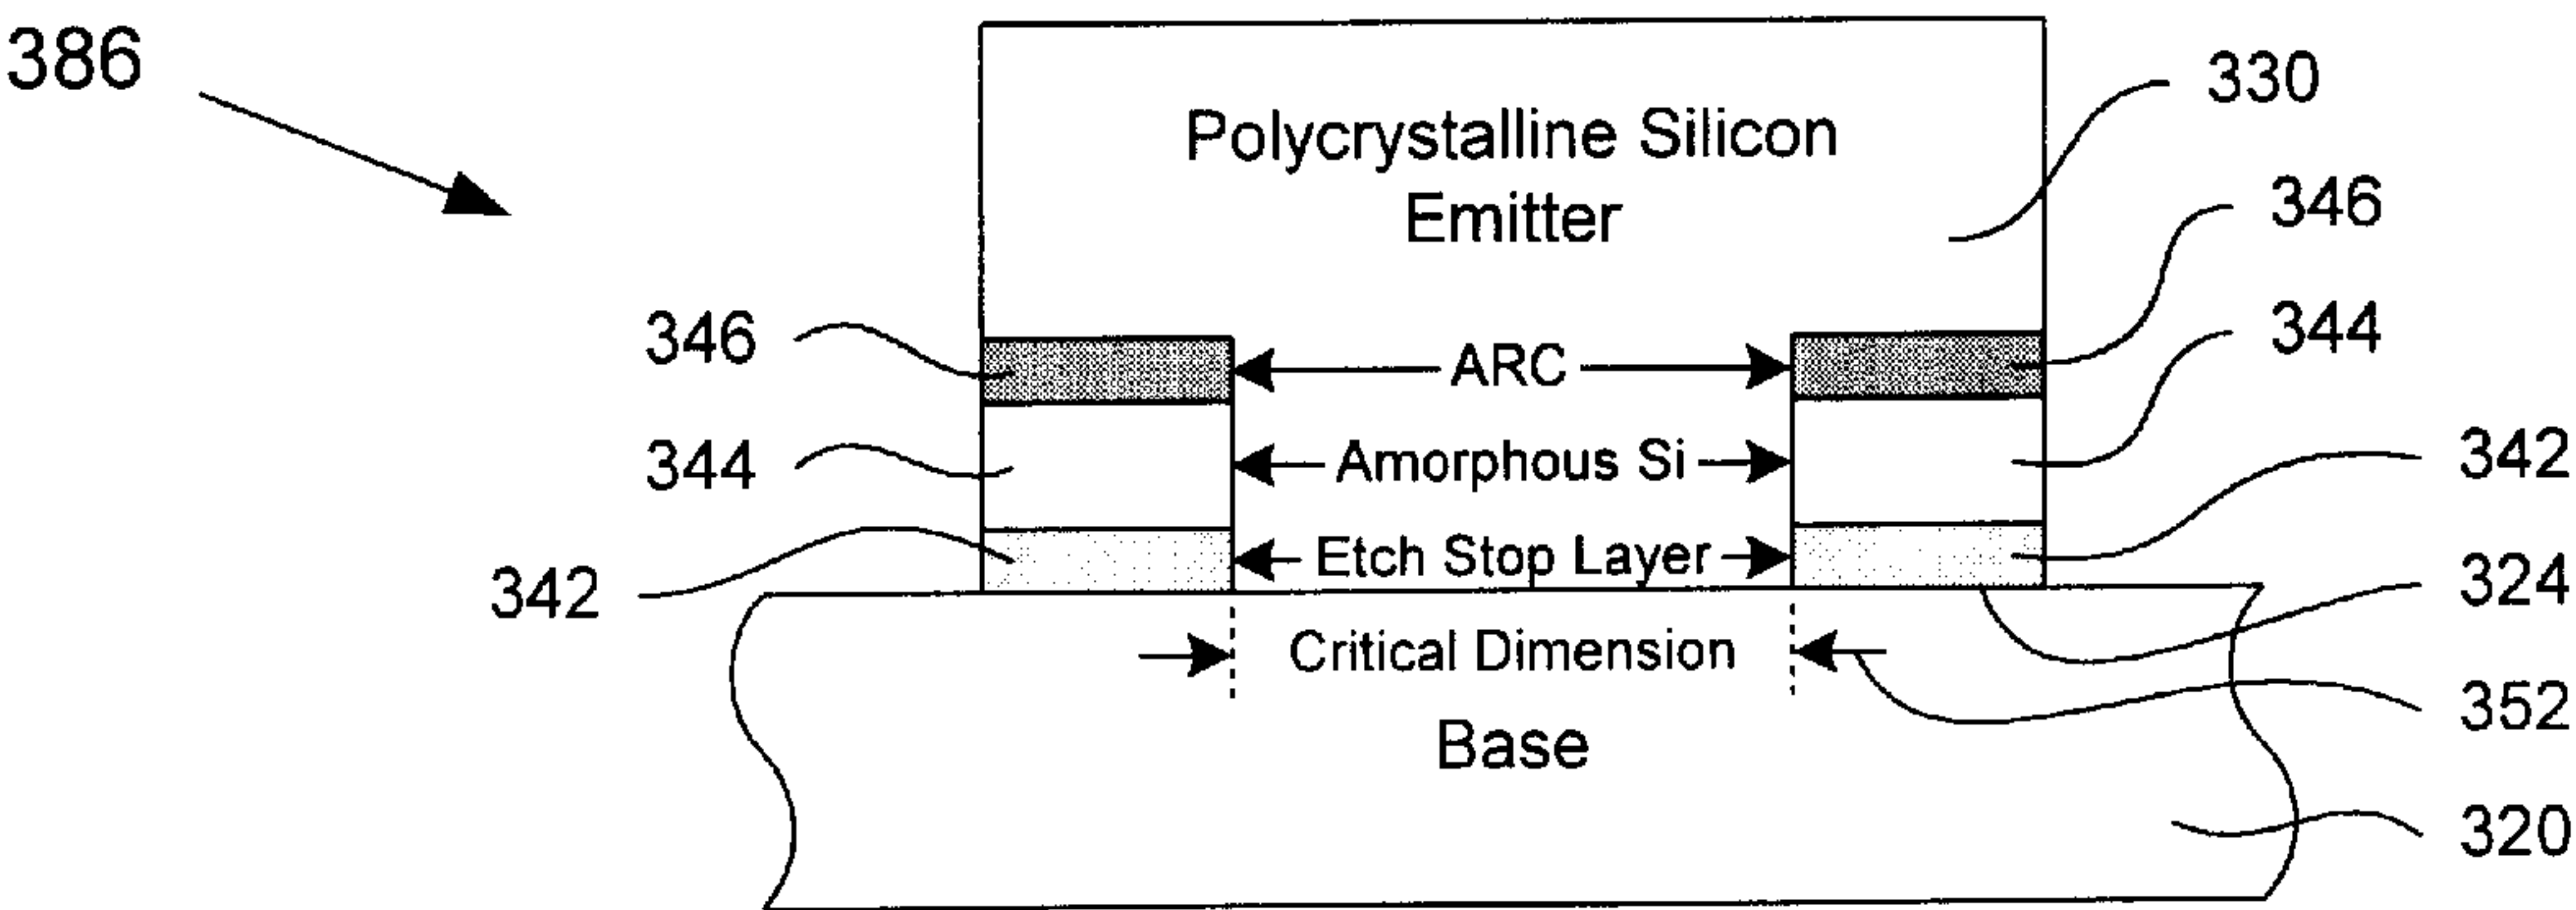 386
330
Polycrystalline Silicon
Emitter
346
346
ARC
344
344
Amorphous Si
342
342
Etch Stop Layer
324
Critical Dimension
352
Base
320